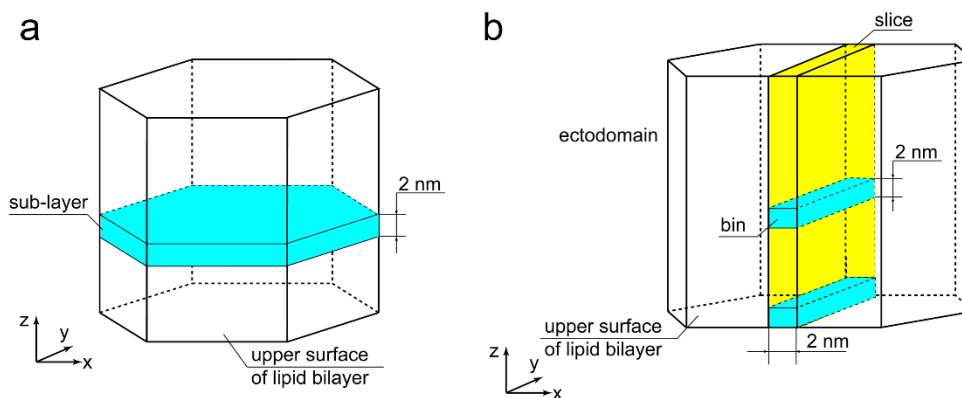 a
sub-layer
2 nm
z
y
x
upper surface
of lipid bilayer
b
slice
ectodomain
2 nm
bin
upper surface
of lipid bilayer
2 nm
z
y
x